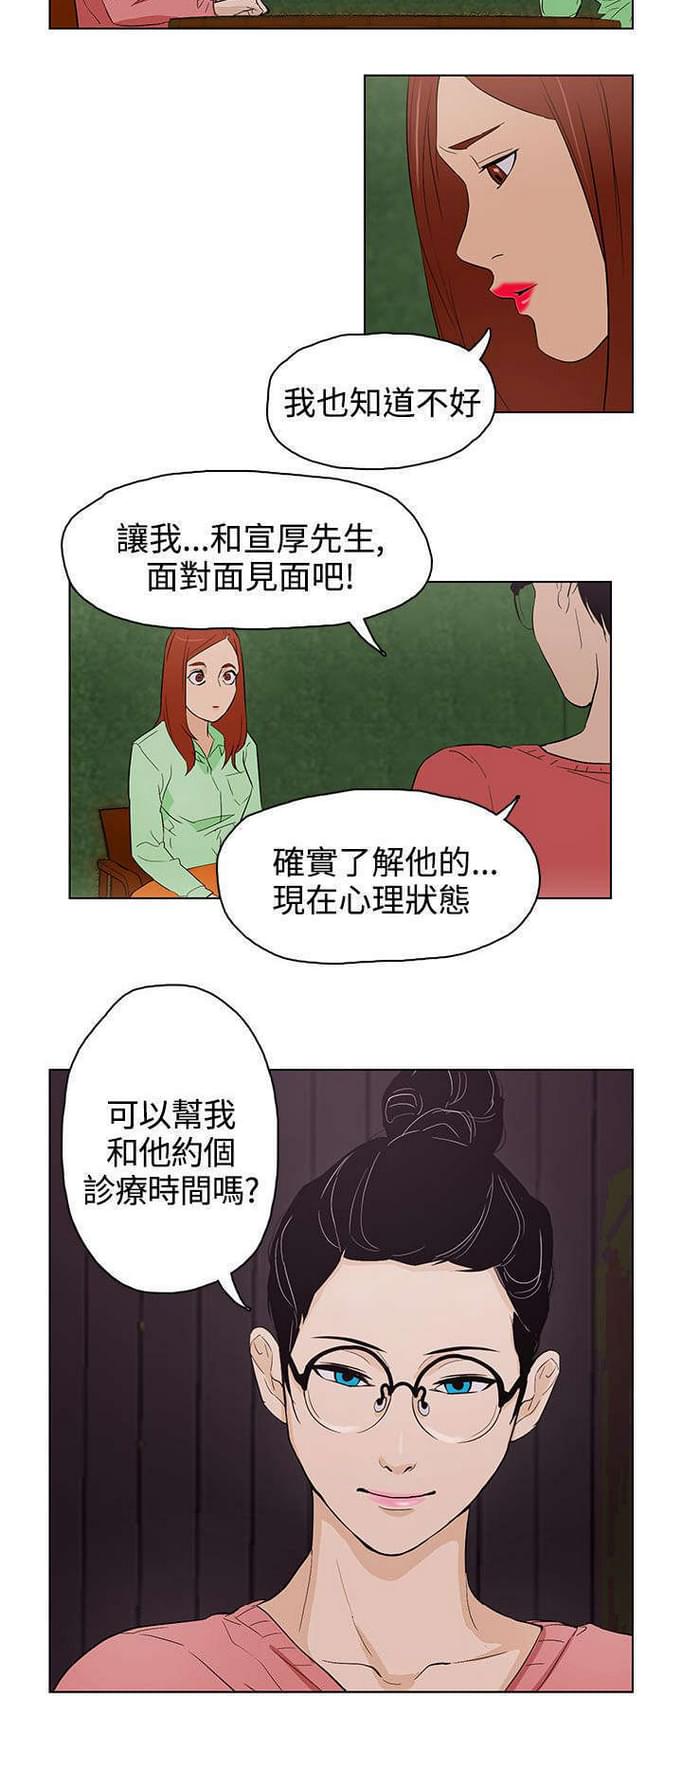 我也知道不好
讓我...和宣厚先生,
面對面見面吧!
確實了解他的...
現在心理狀態
可以幫我
和他約個
診療時間嗎?